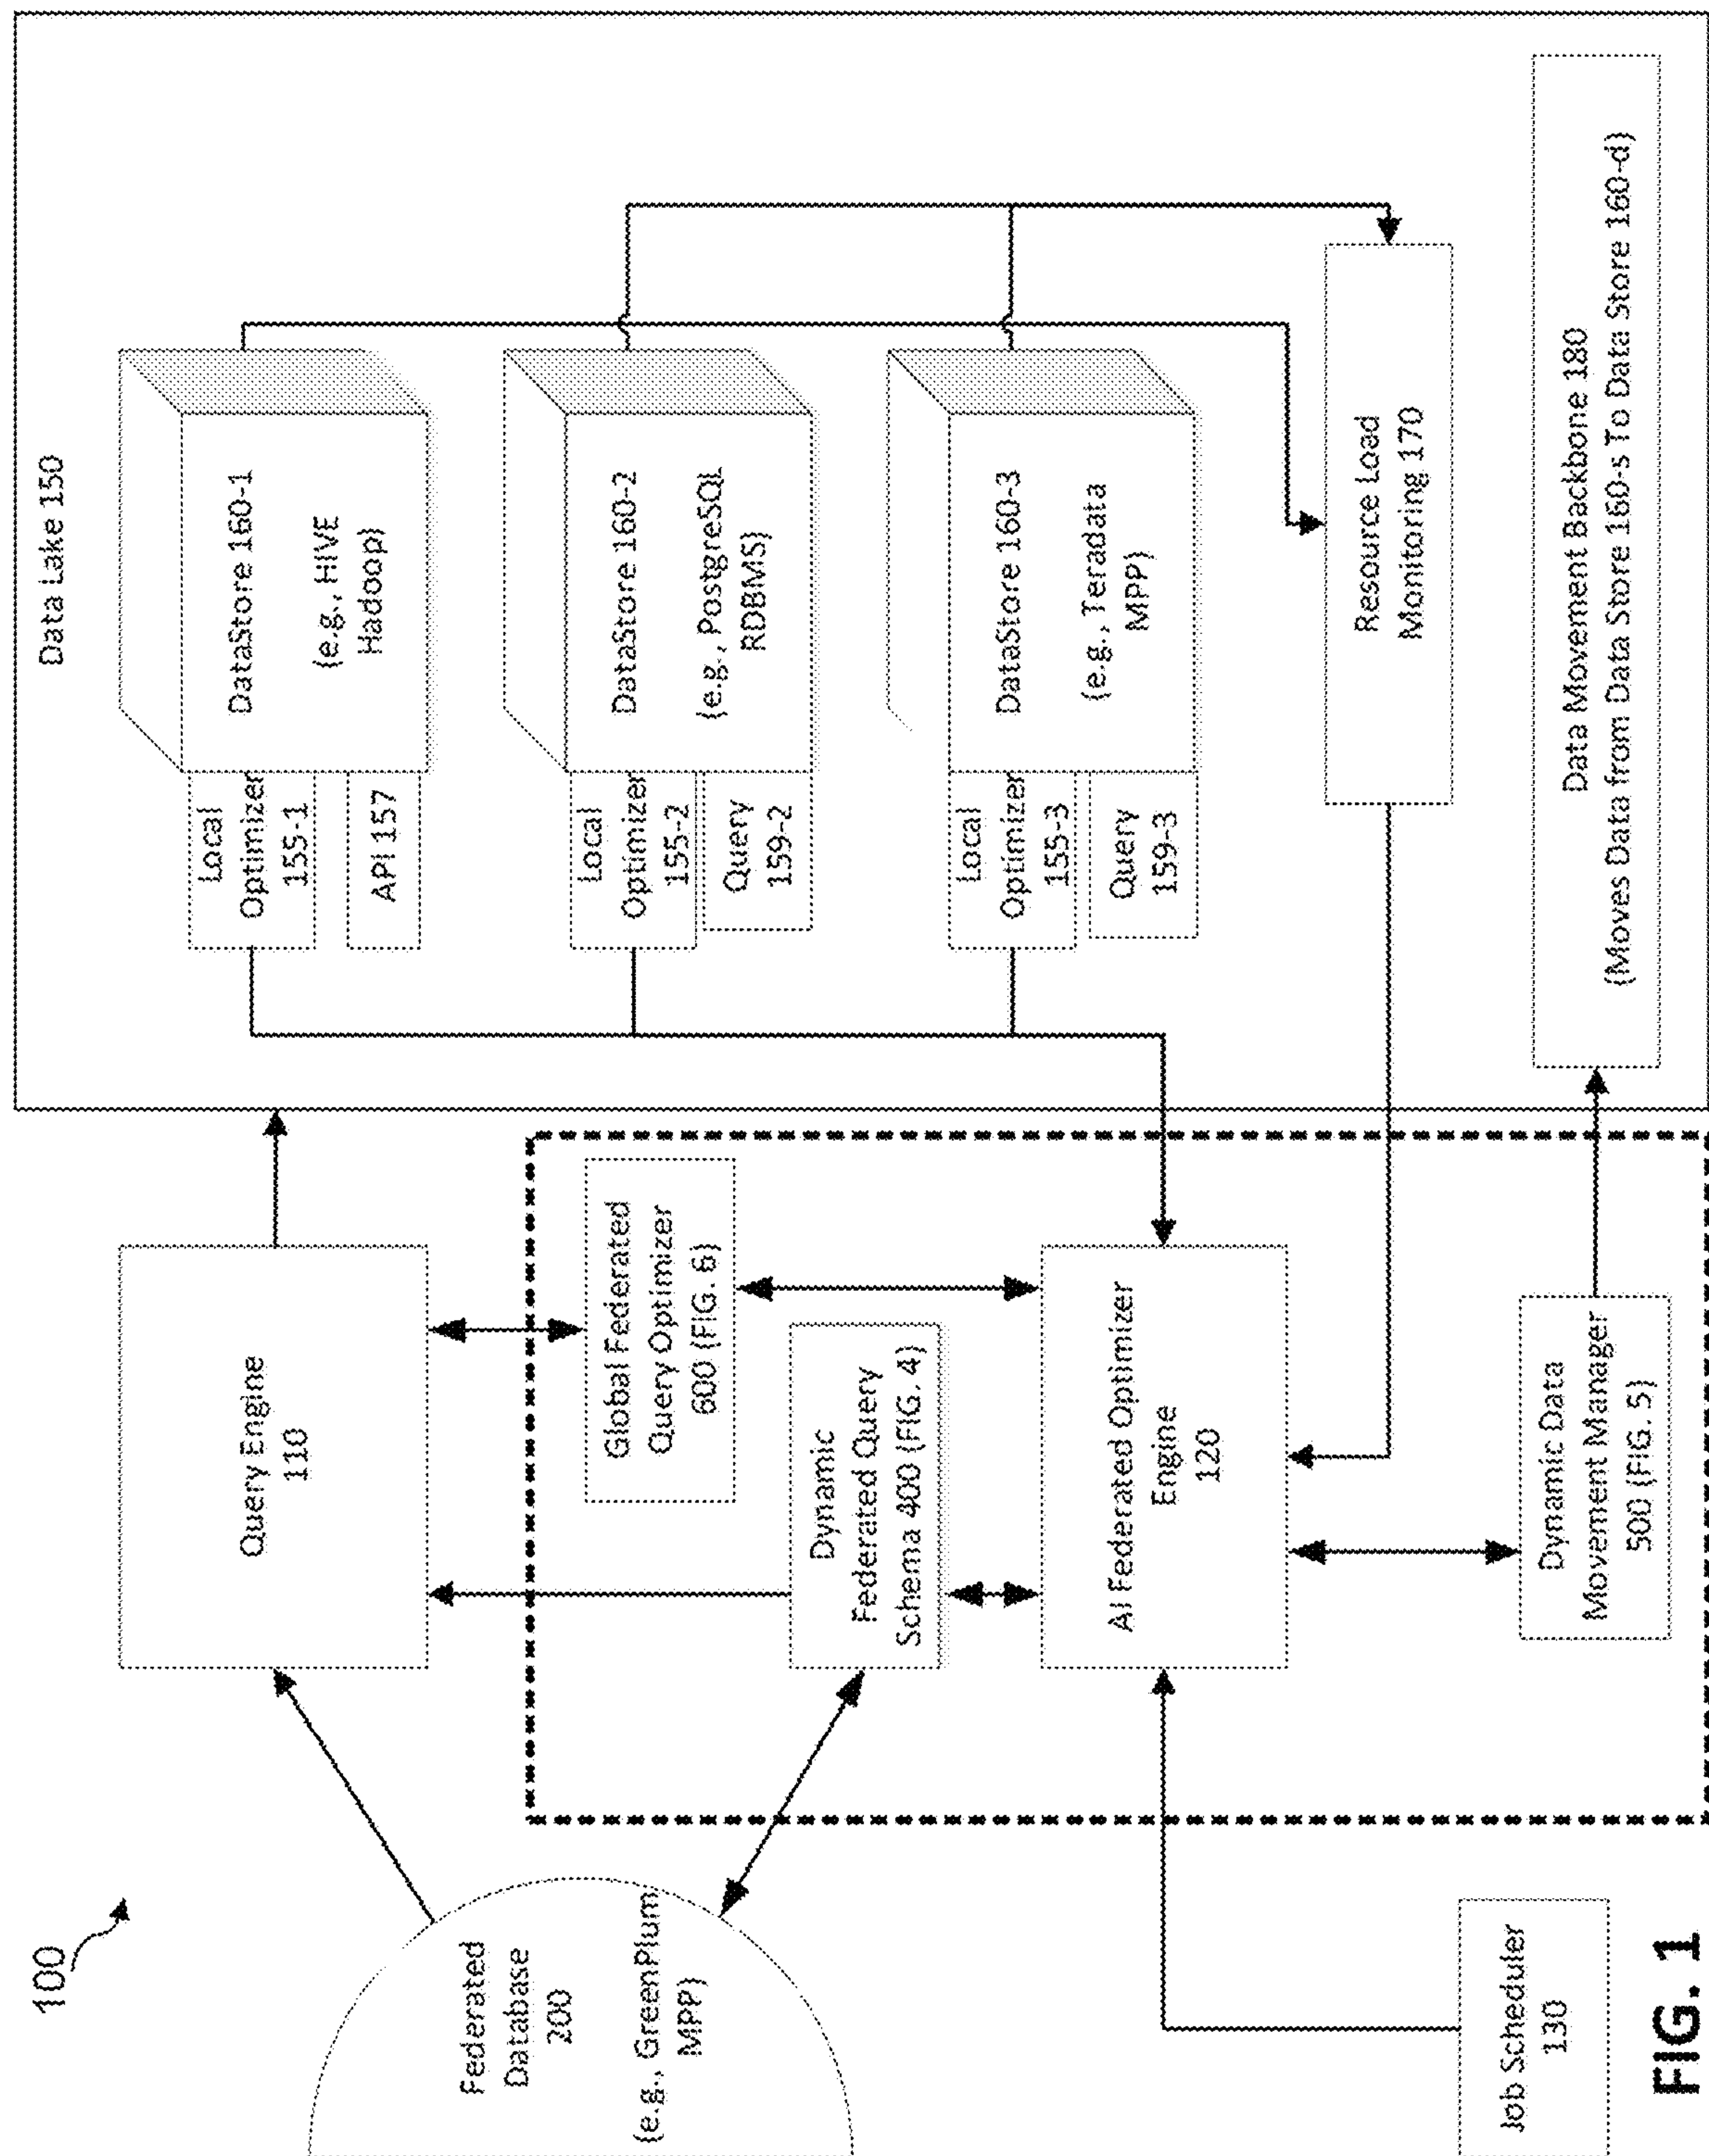 100
Federated
Database
200
(e.g., GreenPlum
MPP)
Job Scheduler
130
Query Engine
110
Global Federated
Query Optimizer
600 (FIG. 6)
Dynamic
Federated Query
Schema 400 (FIG. 4)
AI Federated Optimizer
Engine
120
Dynamic Data
Movement Manager
500 (FIG. 5)
Data Lake 150
Local
Optimizer
155-1
API 157
DataStore 160-1
(e.g., HIVE
Hadoop)
Local
Optimizer
155-2
Query
159-2
DataStore 160-2
(e.g., PostgreSQL
RDBMS)
Local
Optimizer
155-3
Query
159-3
DataStore 160-3
(e.g., Teradata
MPP)
Resource Load
Monitoring 170
Data Movement Backbone 180
(Moves Data from Data Store 160-s To Data Store 160-d)
FIG. 1